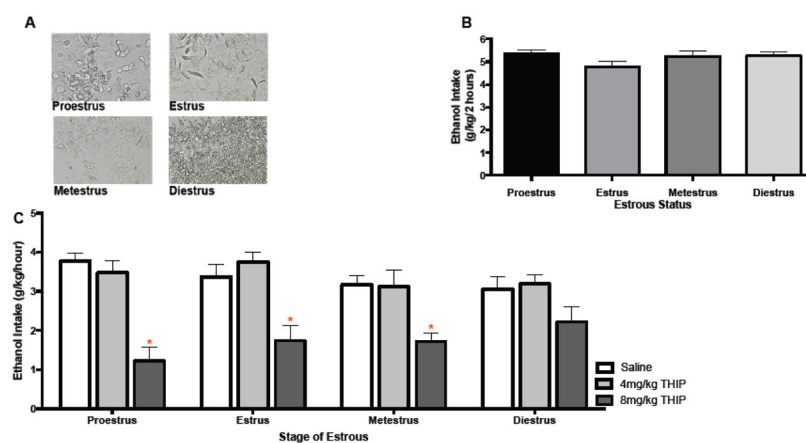 A
Proestrus
Estrus
Metestrus
Diestrus
B
Ethanol Intake
(g/kg/2 hours)
6
5
4
3
2
1
0
Proestrus
Estrus
Metestrus
Diestrus
Estrous Status
C
Ethanol Intake (g/kg/hour)
5
4
3
2
1
0
*
*
*
Proestrus
Estrus
Metestrus
Diestrus
Stage of Estrous
Saline
4mg/kg THIP
8mg/kg THIP